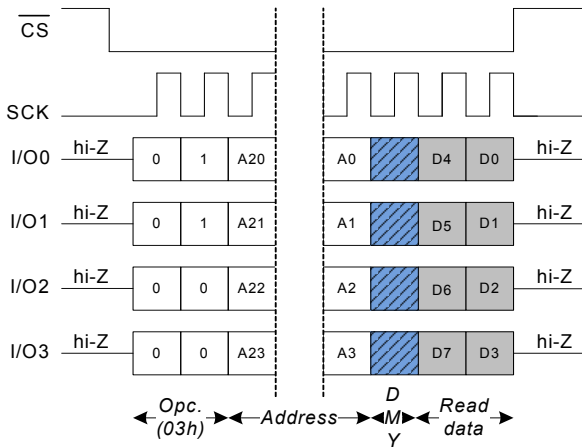 CS
SCK
I/O0 hi-Z 0 1 A20 A0 D4 D0 hi-Z
I/O1 hi-Z 0 1 A21 A1 D5 D1 hi-Z
I/O2 hi-Z 0 0 A22 A2 D6 D2 hi-Z
I/O3 hi-Z 0 0 A23 A3 D7 D3 hi-Z
Opc. (03h) Address DMY Read data